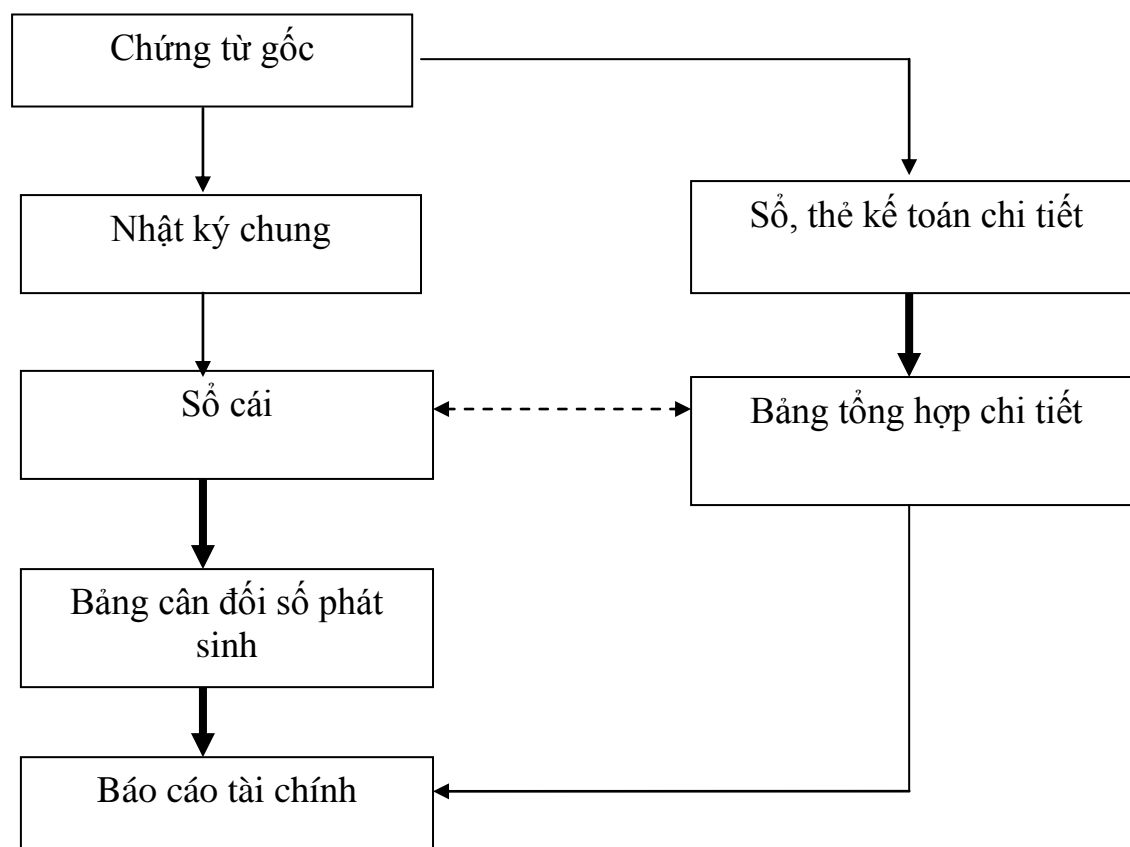 Chứng từ gốc
Nhật ký chung
Sổ, thẻ kế toán chi tiết
Sổ cái
Bảng tổng hợp chi tiết
Bảng cân đối số phát
sinh
Báo cáo tài chính